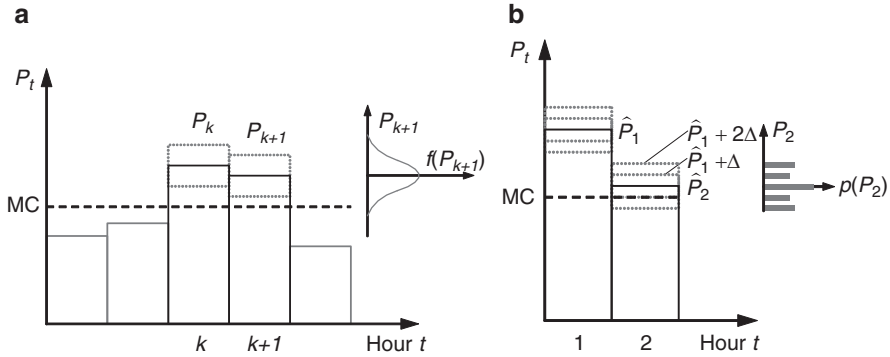 a
P_t
P_k
P_{k+1}
P_{k+1}
f(P_{k+1})
MC
k
k+1
Hour t
b
P_t
P̂_1
P̂_1 + 2Δ
P̂_1 + Δ
P̂_2
P_2
p(P_2)
MC
1
2
Hour t